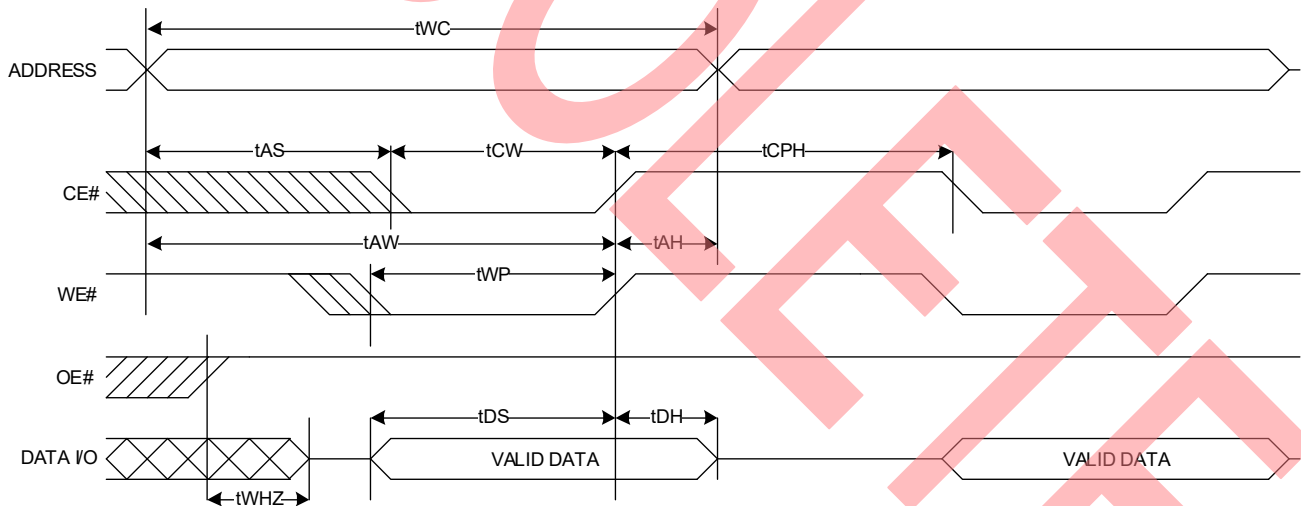 tWC
ADDRESS
tAS tCW tCPH
CE#
tAW tAH
tWP
WE#
OE#
tDS tDH
DATA I/O VALID DATA VALID DATA
tWHZ